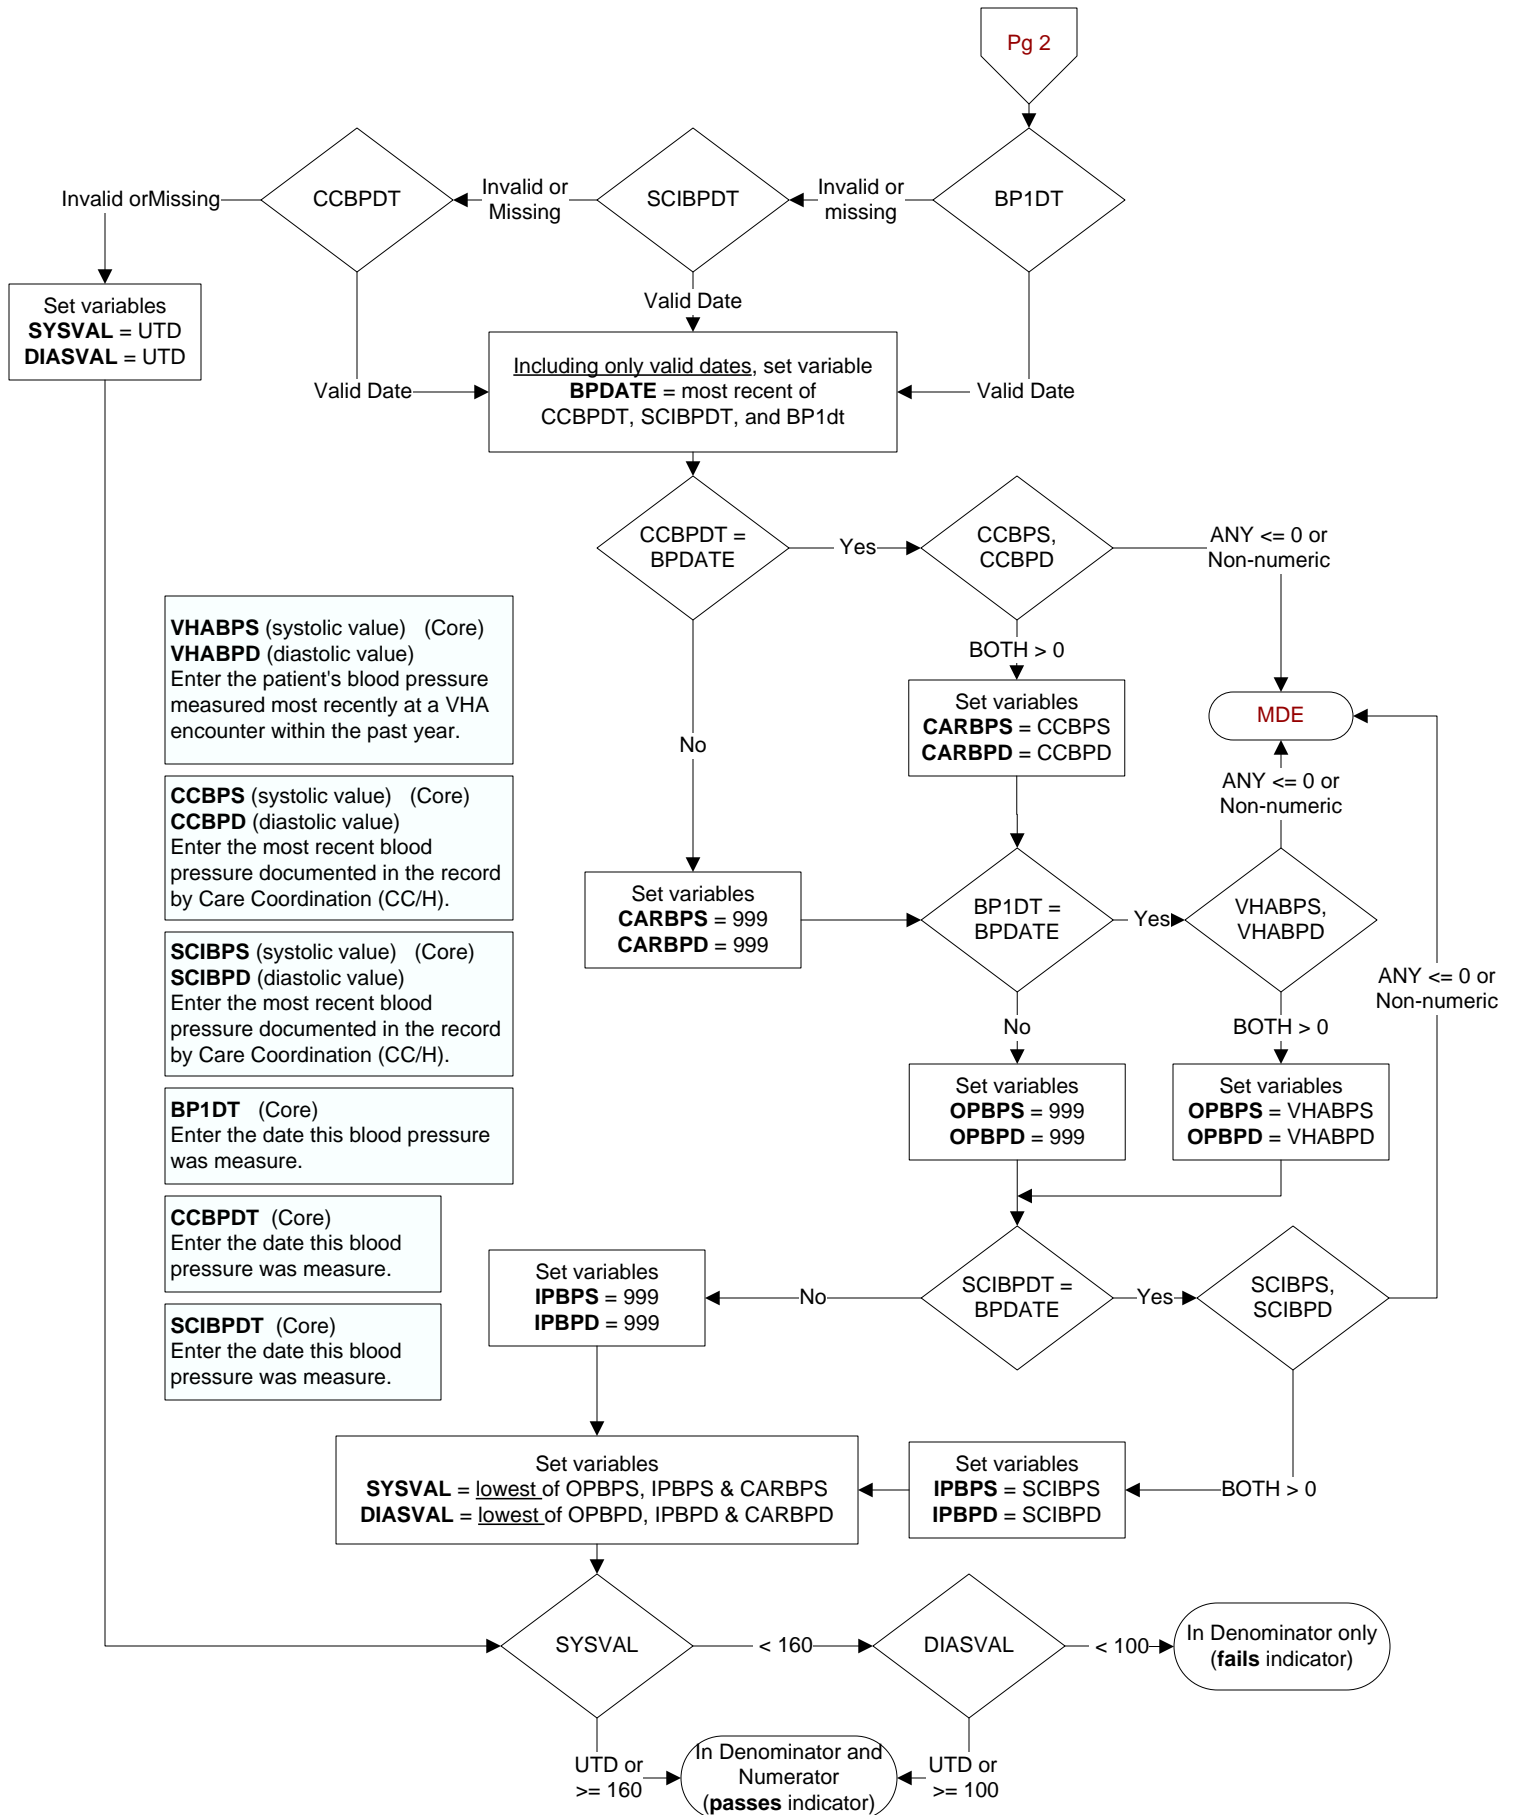 Pg 2
CCBPDT
SCIBPDT
BP1DT
Invalid orMissing
Invalid or
Missing
Invalid or
missing
Set variables
SYSVAL = UTD
DIASVAL = UTD
Valid Date
Valid Date
Valid Date
Including only valid dates, set variable
BPDATE = most recent of
CCBPDT, SCIBPDT, and BP1dt
CCBPDT =
BPDATE
Yes
CCBPS,
CCBPD
ANY <= 0 or
Non-numeric
No
BOTH > 0
Set variables
CARBPS = CCBPS
CARBPD = CCBPD
MDE
VHABPS (systolic value)   (Core)
VHABPD (diastolic value)
Enter the patient's blood pressure
measured most recently at a VHA
encounter within the past year.
CCBPS (systolic value)   (Core)
CCBPD (diastolic value)
Enter the most recent blood
pressure documented in the record
by Care Coordination (CC/H).
SCIBPS (systolic value)   (Core)
SCIBPD (diastolic value)
Enter the most recent blood
pressure documented in the record
by Care Coordination (CC/H).
BP1DT   (Core)
Enter the date this blood pressure
was measure.
CCBPDT  (Core)
Enter the date this blood
pressure was measure.
SCIBPDT  (Core)
Enter the date this blood
pressure was measure.
ANY <= 0 or
Non-numeric
Set variables
CARBPS = 999
CARBPD = 999
BP1DT =
BPDATE
Yes
VHABPS,
VHABPD
ANY <= 0 or
Non-numeric
No
BOTH > 0
Set variables
OPBPS = 999
OPBPD = 999
Set variables
OPBPS = VHABPS
OPBPD = VHABPD
Set variables
IPBPS = 999
IPBPD = 999
No
SCIBPDT =
BPDATE
Yes
SCIBPS,
SCIBPD
Set variables
SYSVAL = lowest of OPBPS, IPBPS & CARBPS
DIASVAL = lowest of OPBPD, IPBPD & CARBPD
Set variables
IPBPS = SCIBPS
IPBPD = SCIBPD
BOTH > 0
SYSVAL
< 160
DIASVAL
< 100
In Denominator only
(fails indicator)
UTD or
>= 160
In Denominator and
Numerator
(passes indicator)
UTD or
>= 100